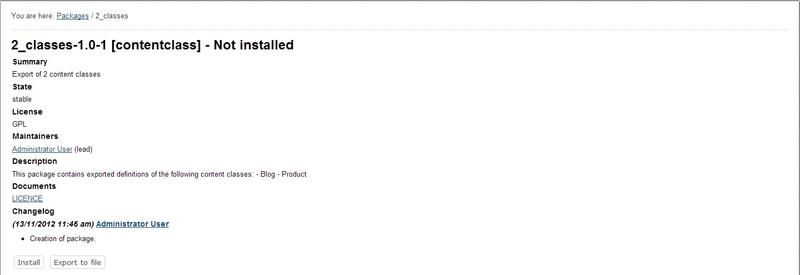 You are here: Packages / 2_classes
2_classes-1.0-1 [contentclass] - Not installed
Summary
Export of 2 content classes
State
stable
License
GPL
Maintainers
Administrator User (lead)
Description
This package contains exported definitions of the following content classes: - Blog - Product
Documents
LICENCE
Changelog
(13/11/2012 11:46 am) Administrator User
• Creation of package.
Install Export to file